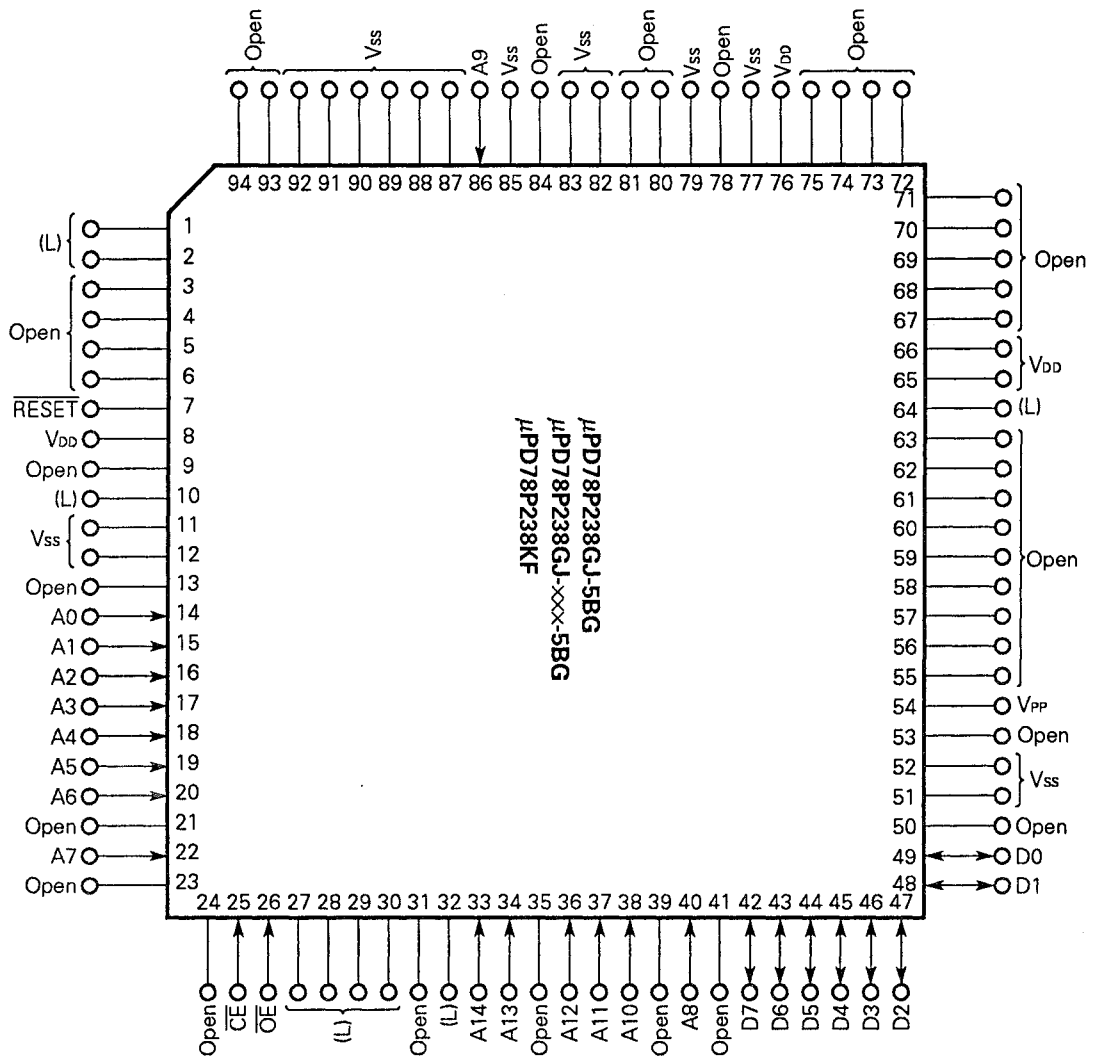 Open Vss A9 Vss Open Vss Open Vss Open Vss VDD Open
94 93 92 91 90 89 88 87 86 85 84 83 82 81 80 79 78 77 76 75 74 73 72
(L) 1
2
Open 3
4
5
6
RESET 7
VDD 8
Open 9
(L) 10
Vss 11
12
Open 13
A0 14
A1 15
A2 16
A3 17
A4 18
A5 19
A6 20
Open 21
A7 22
Open 23
μPD78P238GJ-5BG
μPD78P238GJ-×××-5BG
μPD78P238KF
71
70
69 Open
68
67
66 VDD
65
64 (L)
63
62
61
60
59 Open
58
57
56
55
54 VPP
53 Open
52 Vss
51
50 Open
49 D0
48 D1
24 25 26 27 28 29 30 31 32 33 34 35 36 37 38 39 40 41 42 43 44 45 46 47
Open CE OE (L) Open (L) A14 A13 Open A12 A11 A10 Open A8 Open D7 D6 D5 D4 D3 D2